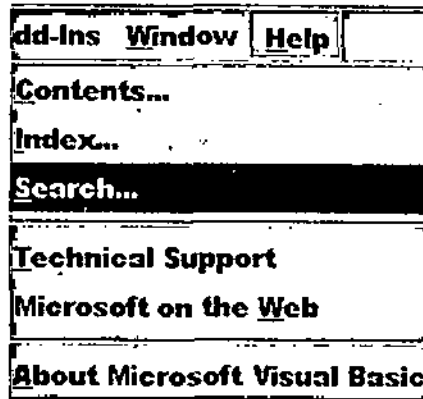 dd-Ins Window Help
Contents...
Index...
Search...
Technical Support
Microsoft on the Web
About Microsoft Visual Basic